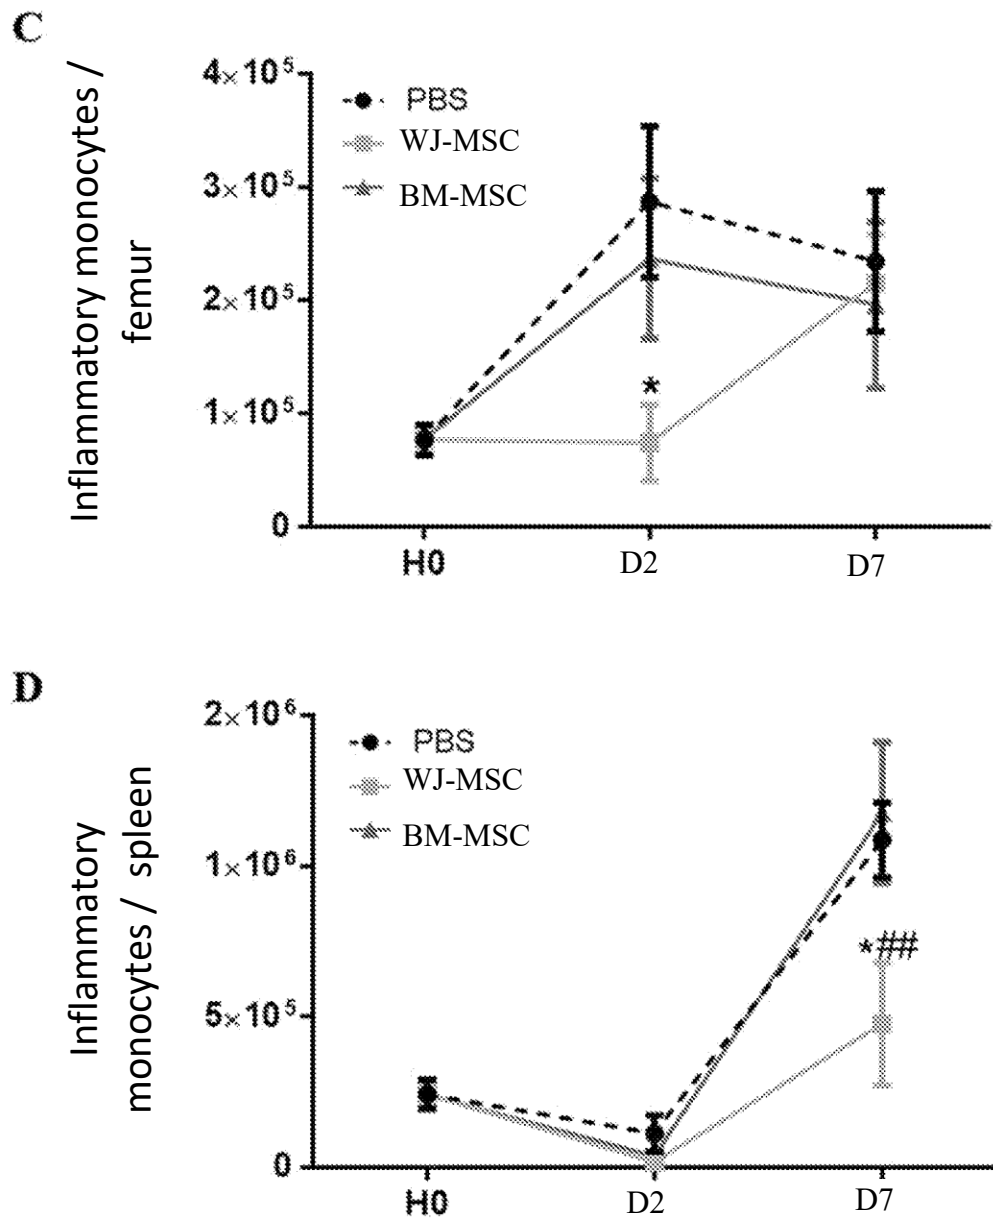 C
Inflammatory monocytes /
femur
4×10⁵
3×10⁵
2×10⁵
1×10⁵
0
PBS
WJ-MSC
BM-MSC
*
H0
D2
D7
D
Inflammatory
monocytes / spleen
2×10⁶
1×10⁶
5×10⁵
0
PBS
WJ-MSC
BM-MSC
*##
H0
D2
D7